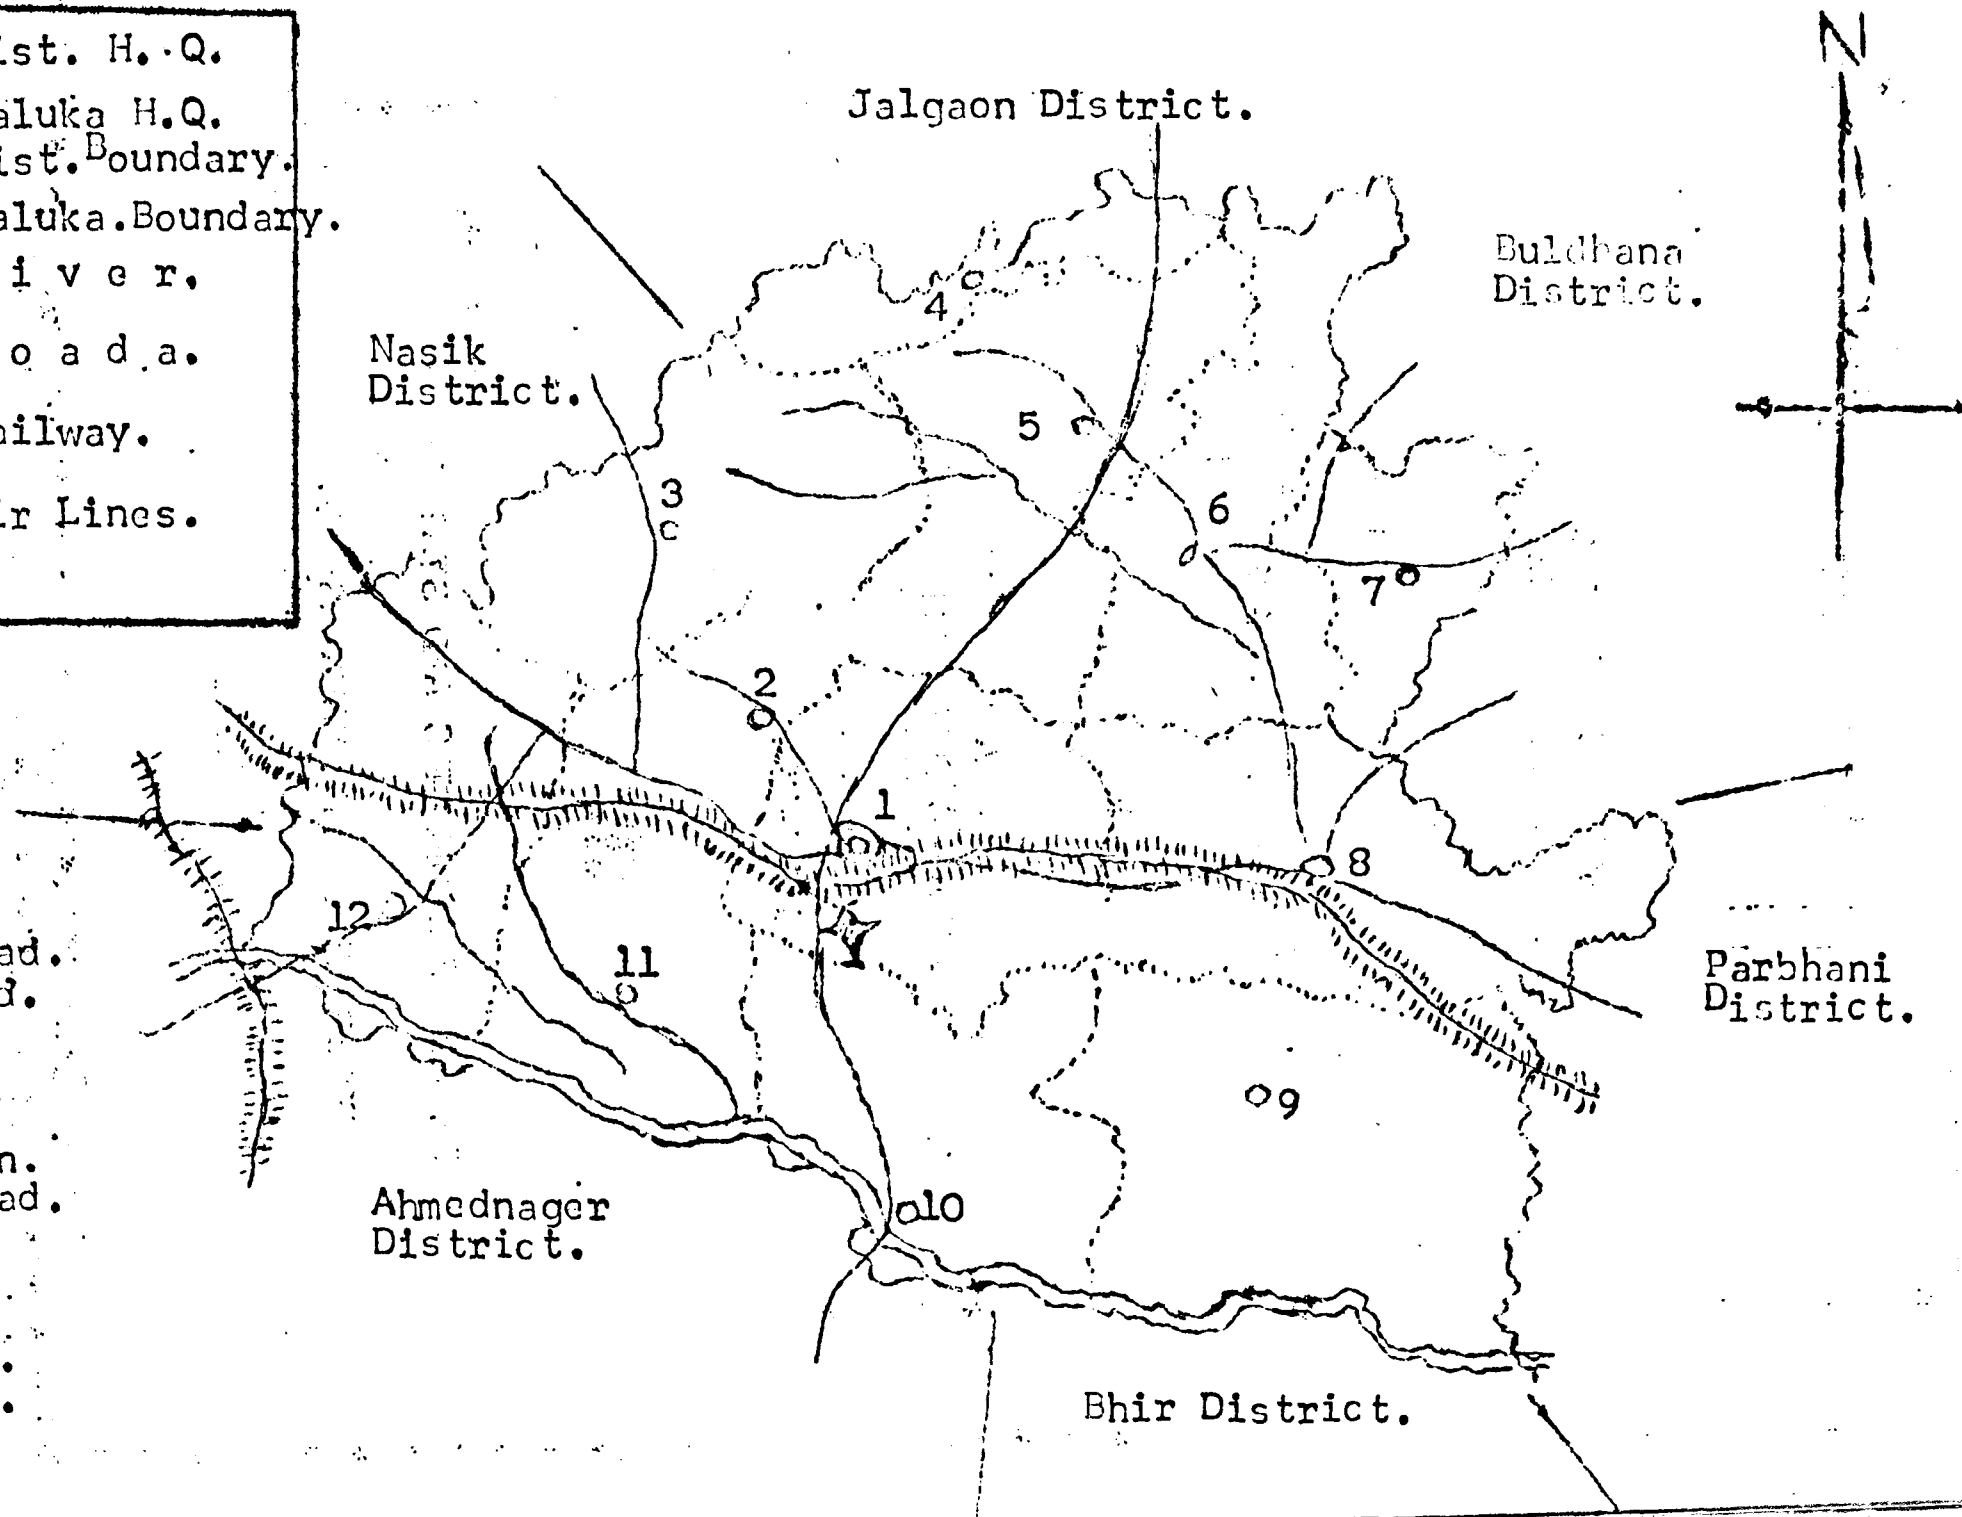 ist. H. Q.
aluka H.Q.
ist. Boundary.
aluka.Boundary.
i v e r.
o a d a.
ailway.
ir Lines.
N
Jalgaon District.
Buldhana
District.
Nasik
District.
4
5
3
6
7
2
1
8
12
11
Y
9
10
ad.
d.
n.
ad.
Parbhani
District.
Ahmednager
District.
Bhir District.